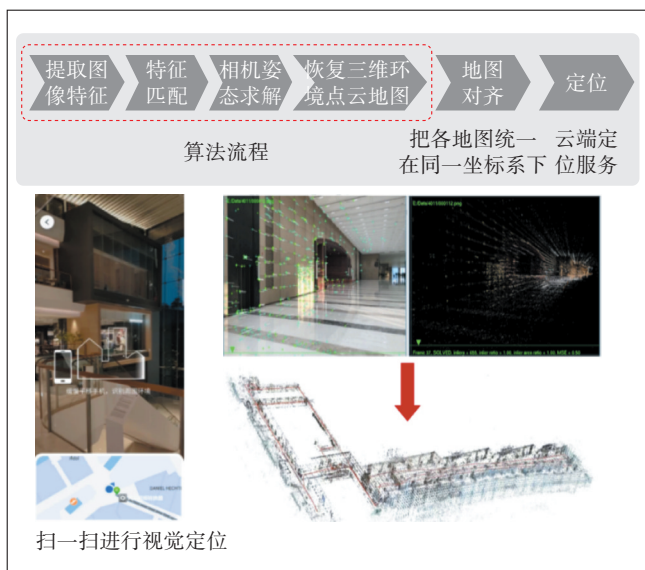 提取图
像特征
特征
匹配
相机姿
态求解
恢复三维环
境点云地图
地图
对齐
定位
算法流程
把各地图统一
在同一坐标系下
云端定
位服务
扫一扫进行视觉定位